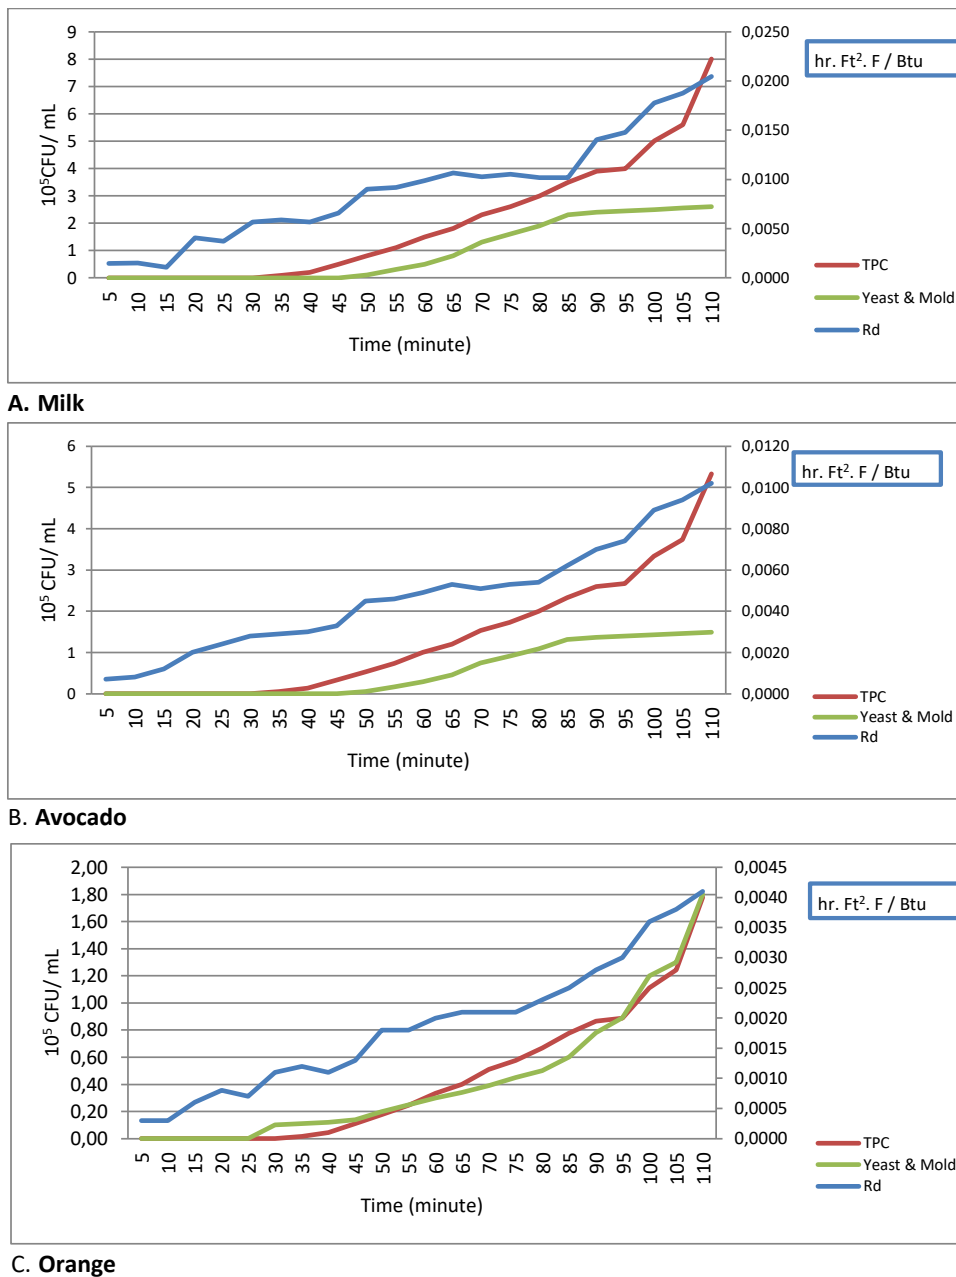 9
8
7
6
5
4
3
2
1
0
10⁵CFU/ mL
0,0250
0,0200
0,0150
0,0100
0,0050
0,0000
hr. Ft². F / Btu
5 10 15 20 25 30 35 40 45 50 55 60 65 70 75 80 85 90 95 100 105 110
Time (minute)
TPC
Yeast & Mold
Rd
A. Milk
6
5
4
3
2
1
0
10⁵ CFU/ mL
0,0120
0,0100
0,0080
0,0060
0,0040
0,0020
0,0000
hr. Ft². F / Btu
5 10 15 20 25 30 35 40 45 50 55 60 65 70 75 80 85 90 95 100 105 110
Time (minute)
TPC
Yeast & Mold
Rd
B. Avocado
2,00
1,80
1,60
1,40
1,20
1,00
0,80
0,60
0,40
0,20
0,00
10⁵ CFU/ mL
0,0045
0,0040
0,0035
0,0030
0,0025
0,0020
0,0015
0,0010
0,0005
0,0000
hr. Ft². F / Btu
5 10 15 20 25 30 35 40 45 50 55 60 65 70 75 80 85 90 95 100 105 110
Time (minute)
TPC
Yeast & Mold
Rd
C. Orange